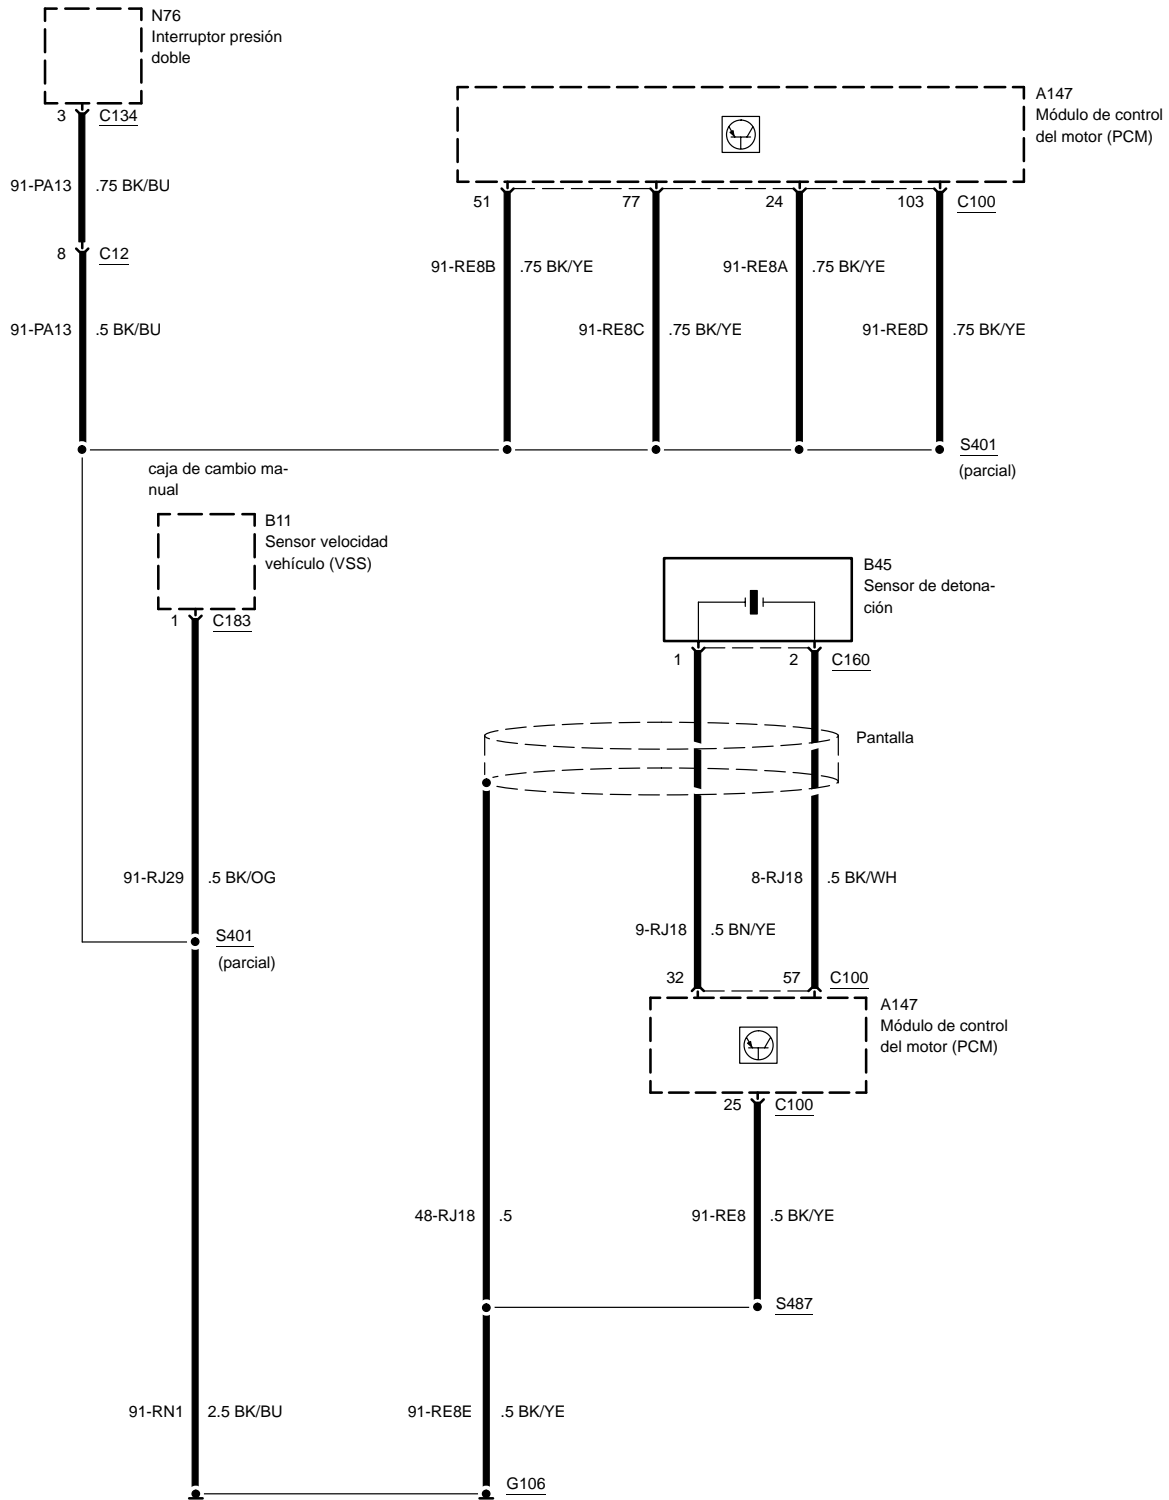 N76
Interruptor presión
doble
3 C134
91-PA13 .75 BK/BU
8 C12
91-PA13 .5 BK/BU
A147
Módulo de control
del motor (PCM)
51 77 24 103 C100
91-RE8B .75 BK/YE 91-RE8A .75 BK/YE
91-RE8C .75 BK/YE 91-RE8D .75 BK/YE
S401
(parcial)
caja de cambio ma-
nual
B11
Sensor velocidad
vehículo (VSS)
1 C183
B45
Sensor de detona-
ción
1 2 C160
Pantalla
91-RJ29 .5 BK/OG
8-RJ18 .5 BK/WH
9-RJ18 .5 BN/YE
S401
(parcial)
32 57 C100
A147
Módulo de control
del motor (PCM)
25 C100
48-RJ18 .5
91-RE8 .5 BK/YE
S487
91-RN1 2.5 BK/BU
91-RE8E .5 BK/YE
G106